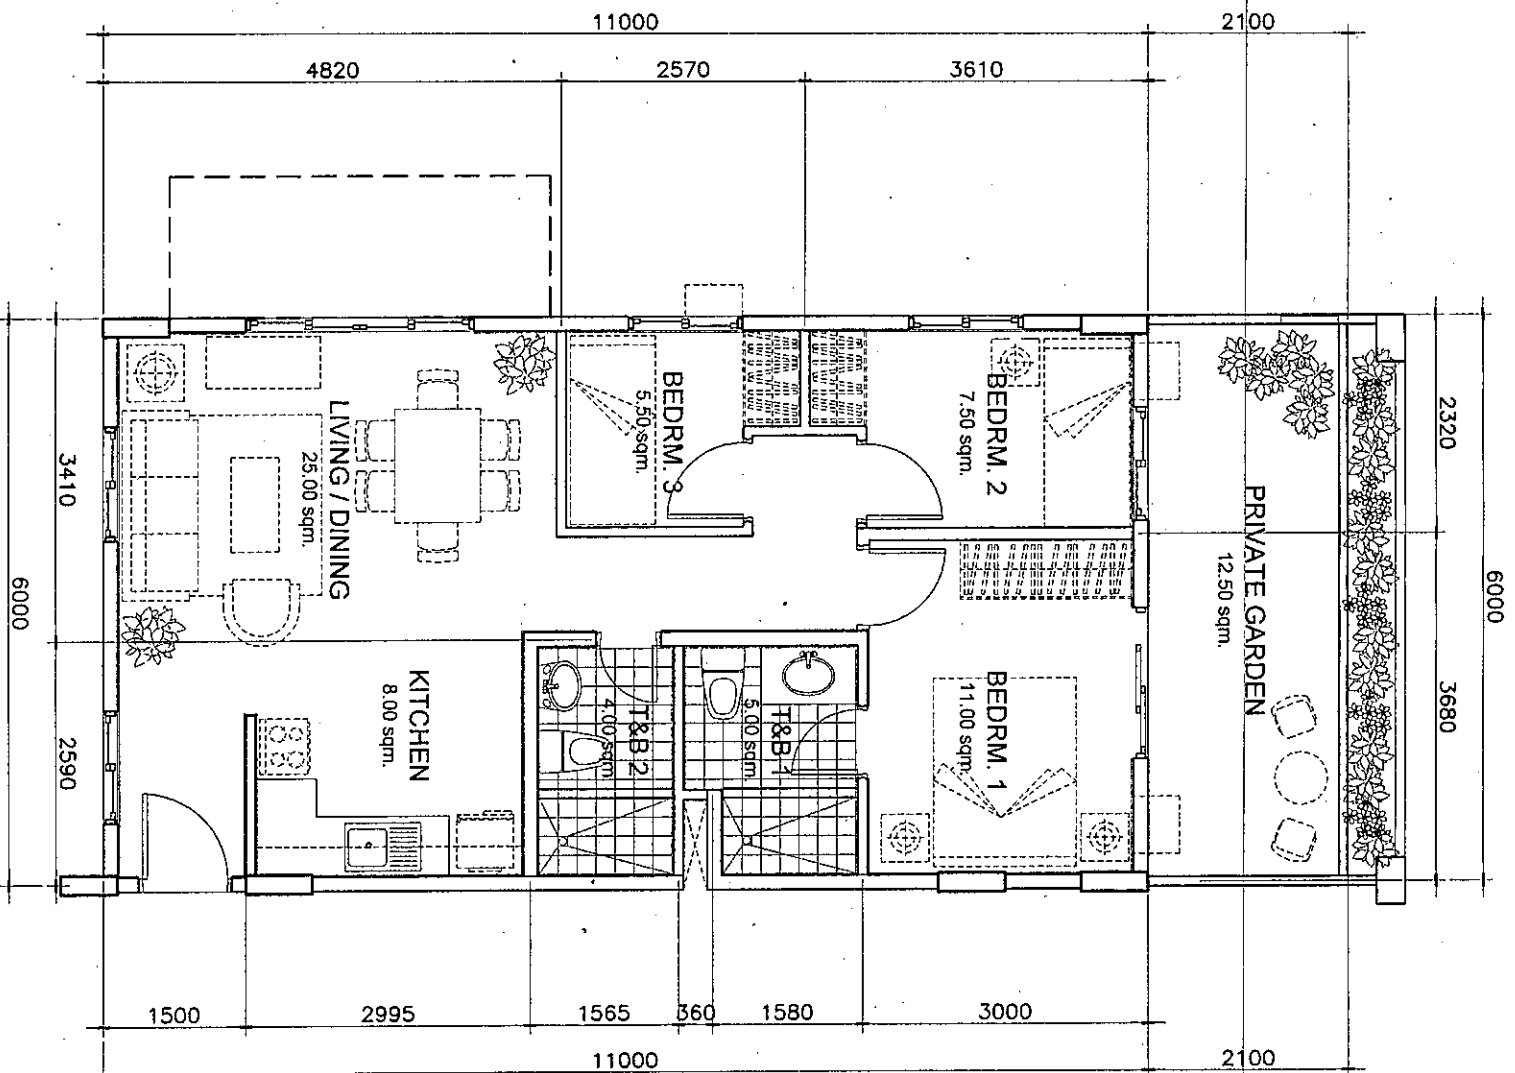 11000
2100
4820
2570
3610
BEDRM. 3
5.50 sqm.
BEDRM. 2
7.50 sqm.
LIVING / DINING
25.00 sqm.
PRIVATE GARDEN
12.50 sqm.
2320
6000
3680
3410
6000
2590
KITCHEN
8.00 sqm.
T&B 2
4.00 sqm.
T&B 1
5.00 sqm.
BEDRM. 1
11.00 sqm.
1500
2995
1565
360
1580
3000
11000
2100